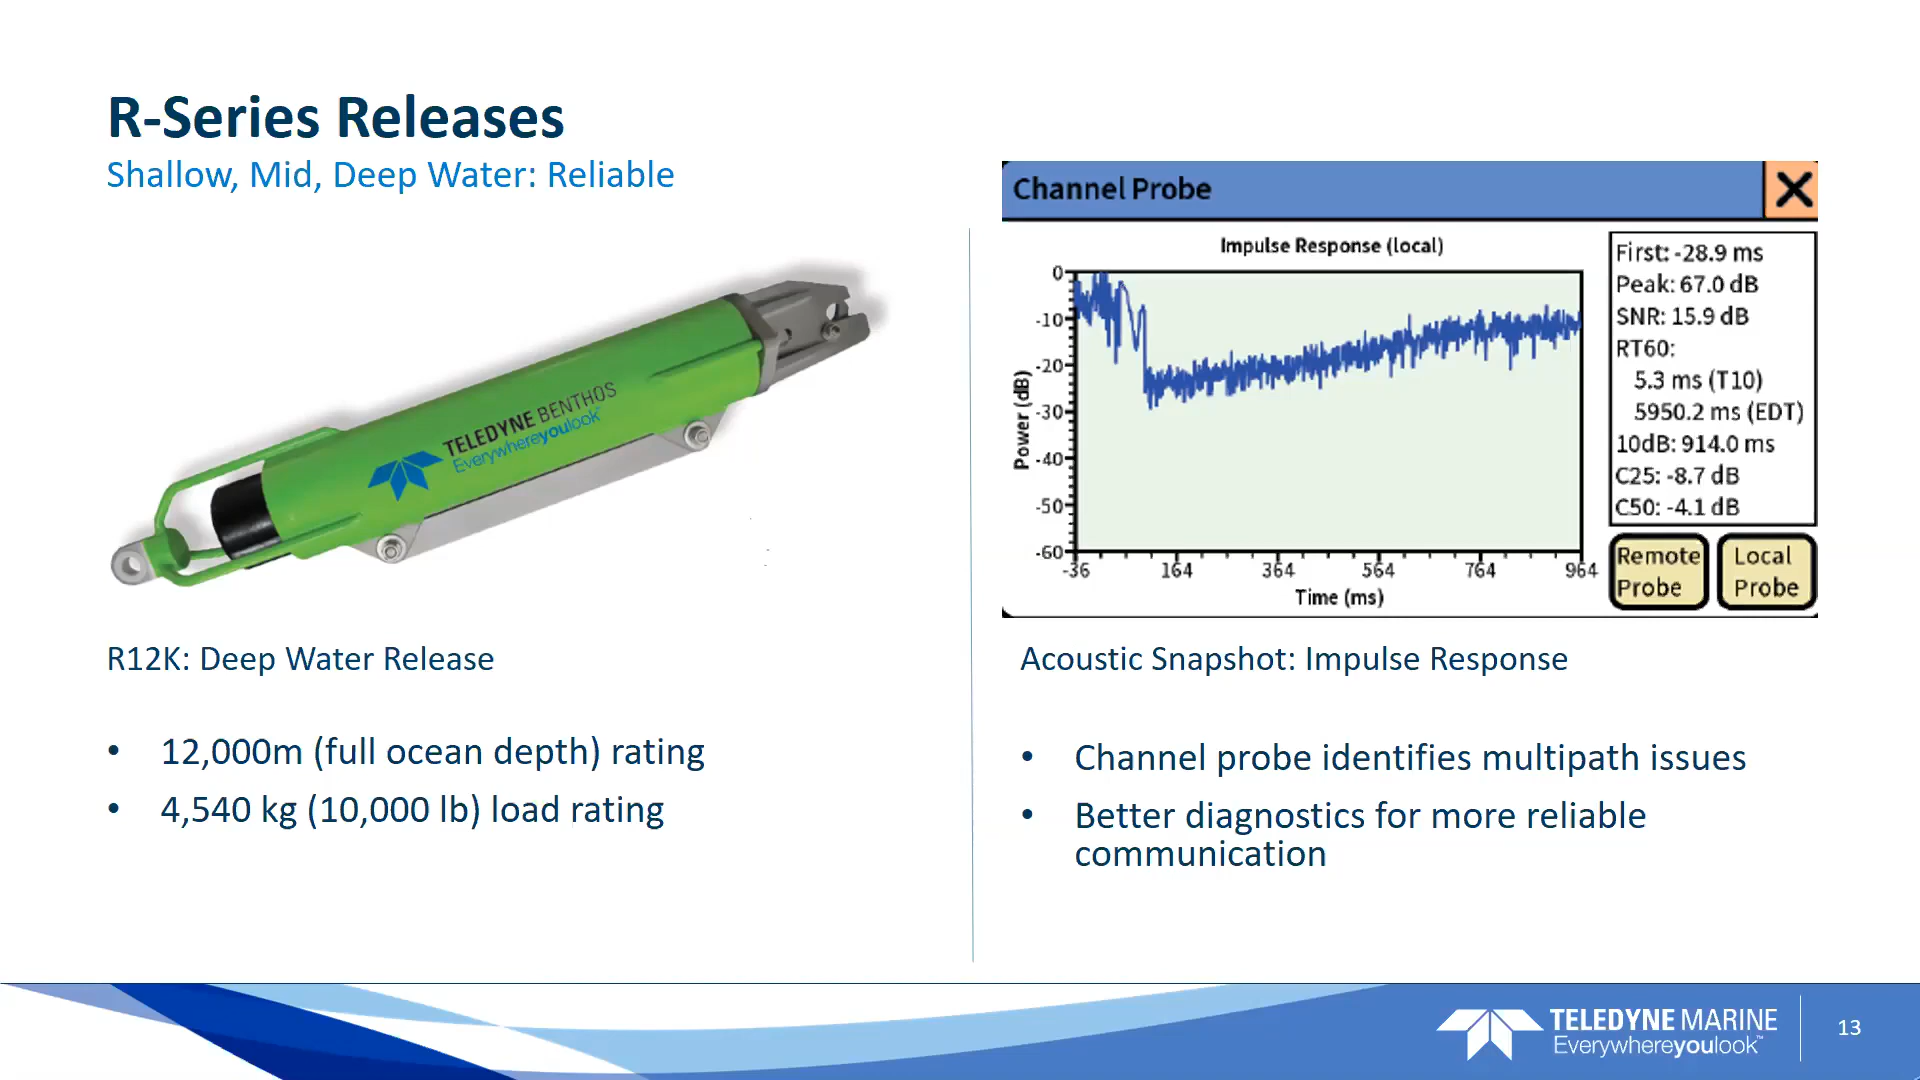 R-Series Releases
Shallow, Mid, Deep Water: Reliable
TELEDYNE BENTHOS
Everywhereyoulook
R12K: Deep Water Release
• 12,000m (full ocean depth) rating
• 4,540 kg (10,000 lb) load rating
Channel Probe
Impulse Response (local)
Power (dB)
0
-10
-20
-30
-40
-50
-60
-36 164 364 564 764 964
Time (ms)
First: -28.9 ms
Peak: 67.0 dB
SNR: 15.9 dB
RT60:
5.3 ms (T10)
5950.2 ms (EDT)
10dB: 914.0 ms
C25: -8.7 dB
C50: -4.1 dB
Remote
Probe
Local
Probe
Acoustic Snapshot: Impulse Response
• Channel probe identifies multipath issues
• Better diagnostics for more reliable
communication
TELEDYNE MARINE
Everywhereyoulook™
13